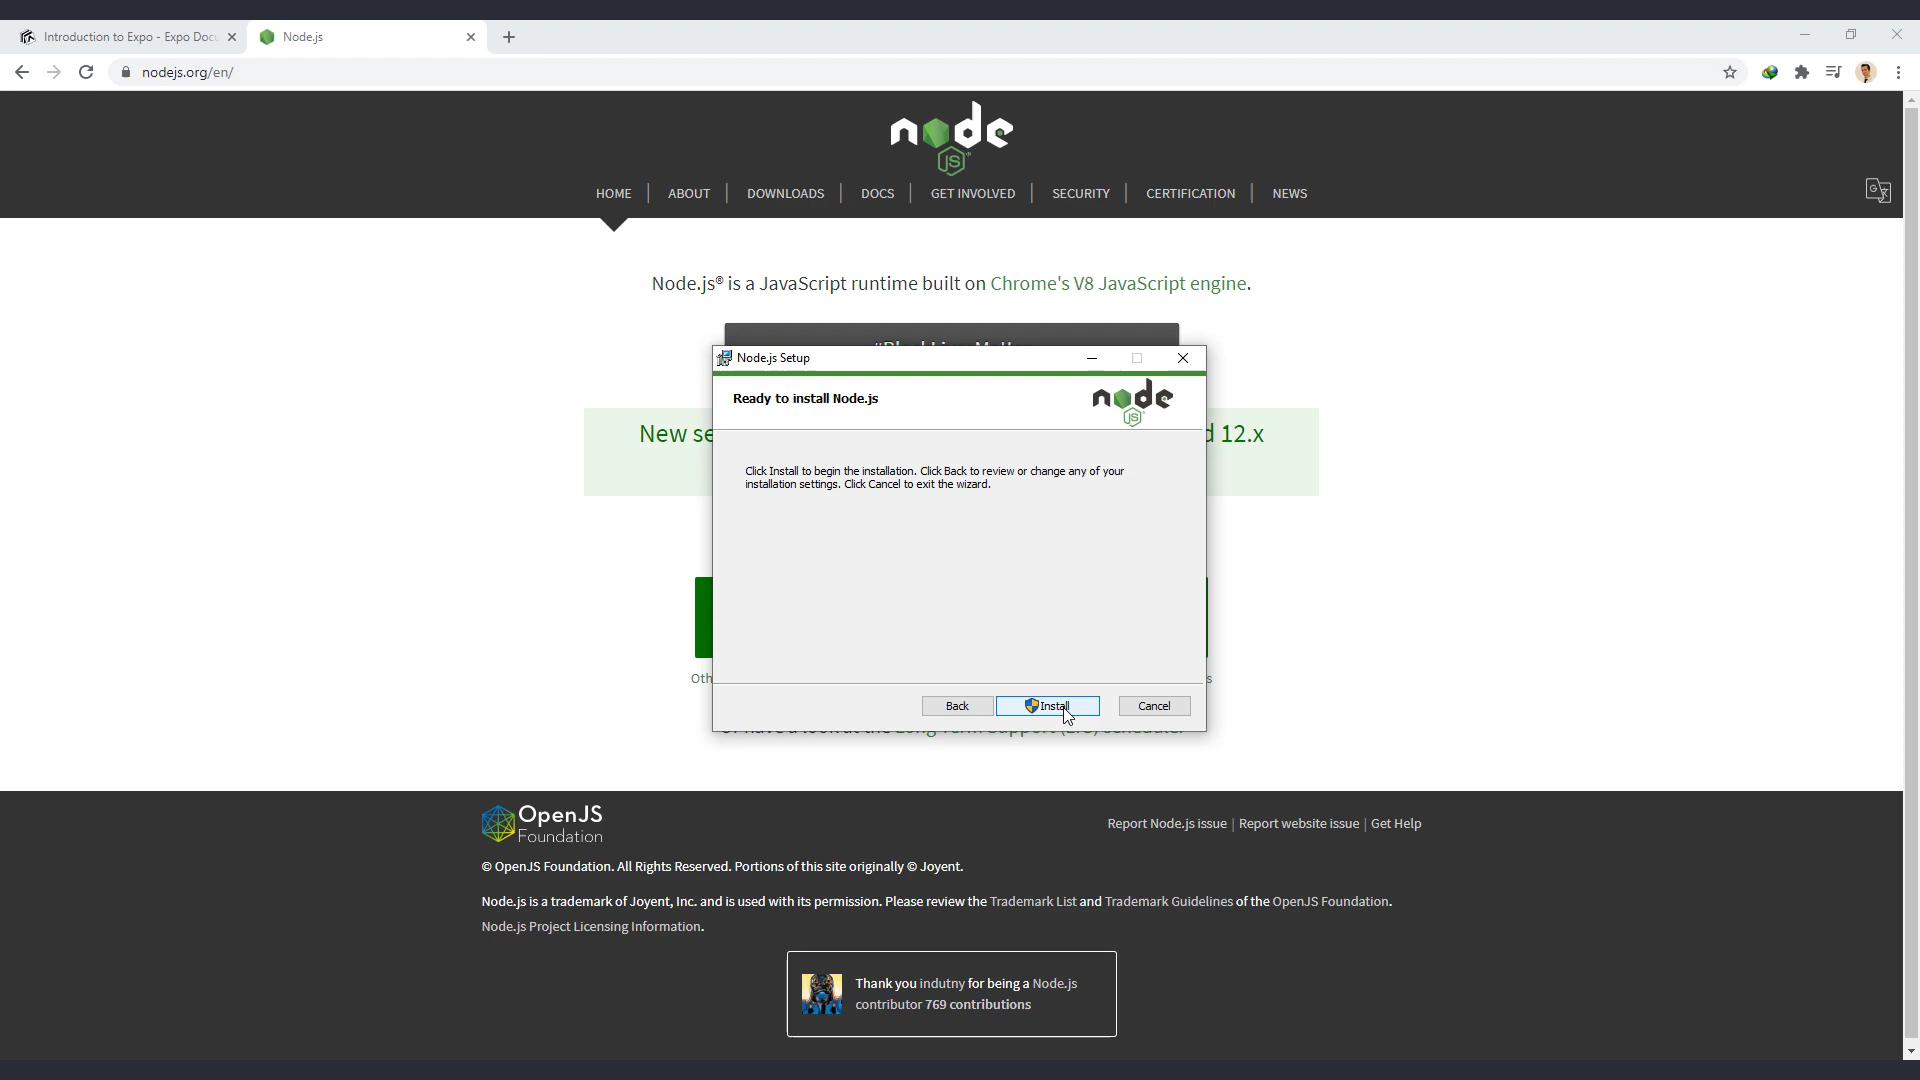 Introduction to Expo - Expo Docu
Node.js
nodejs.org/en/
node
JS
HOME
ABOUT
DOWNLOADS
DOCS
GET INVOLVED
SECURITY
CERTIFICATION
NEWS
Node.js® is a JavaScript runtime built on Chrome's V8 JavaScript engine.
Node.js Setup
Ready to install Node.js
node
JS
New se
d 12.x
Click Install to begin the installation. Click Back to review or change any of your
installation settings. Click Cancel to exit the wizard.
Oth
s
Back
Install
Cancel
OpenJS
Foundation
Report Node.js issue | Report website issue | Get Help
© OpenJS Foundation. All Rights Reserved. Portions of this site originally © Joyent.
Node.js is a trademark of Joyent, Inc. and is used with its permission. Please review the Trademark List and Trademark Guidelines of the OpenJS Foundation.
Node.js Project Licensing Information.
Thank you indutny for being a Node.js
contributor 769 contributions